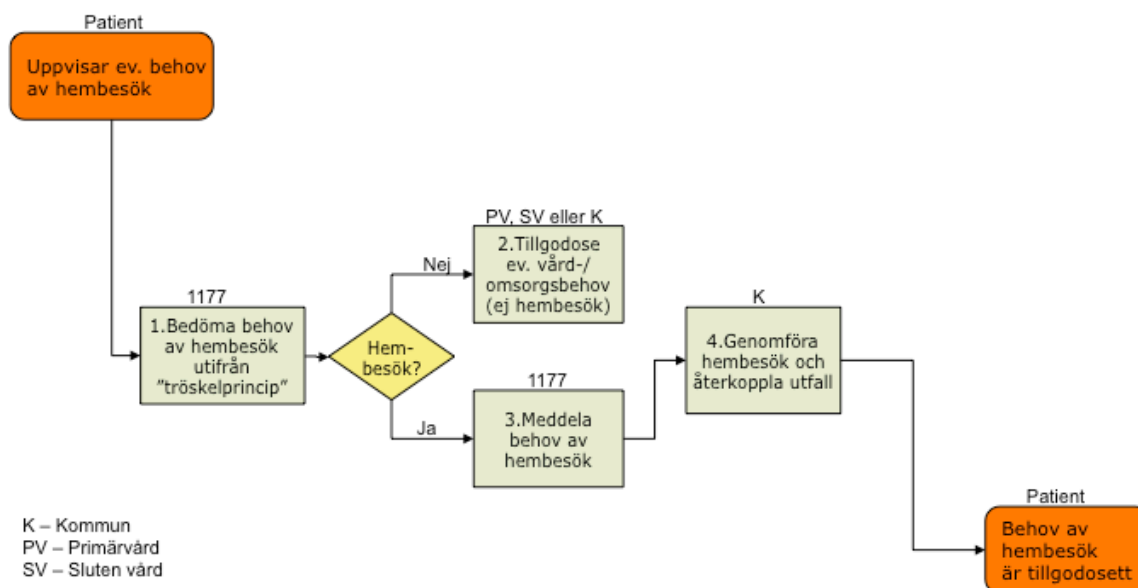 Patient
Uppvisar ev. behov
av hembesök
PV, SV eller K
2.Tillgodose
ev. vård-/
omsorgsbehov
(ej hembesök)
Nej
1177
1.Bedöma behov
av hembesök
utifrån
”tröskelprincip”
Hem-
besök?
Ja
1177
3.Meddela
behov av
hembesök
K
4.Genomföra
hembesök och
återkoppla utfall
Patient
Behov av
hembesök
är tillgodosett
K – Kommun
PV – Primärvård
SV – Sluten vård